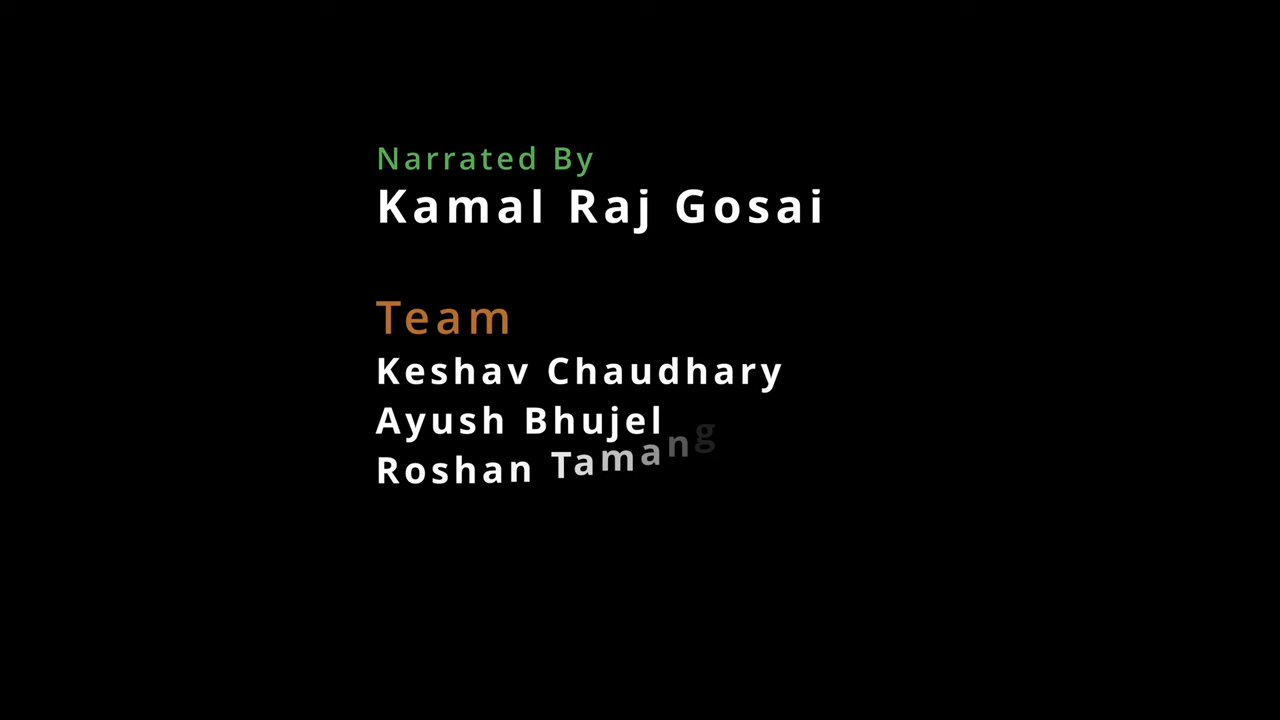 Narrated By
Kamal Raj Gosai
Team
Keshav Chaudhary
Ayush Bhujel
Roshan Tamang